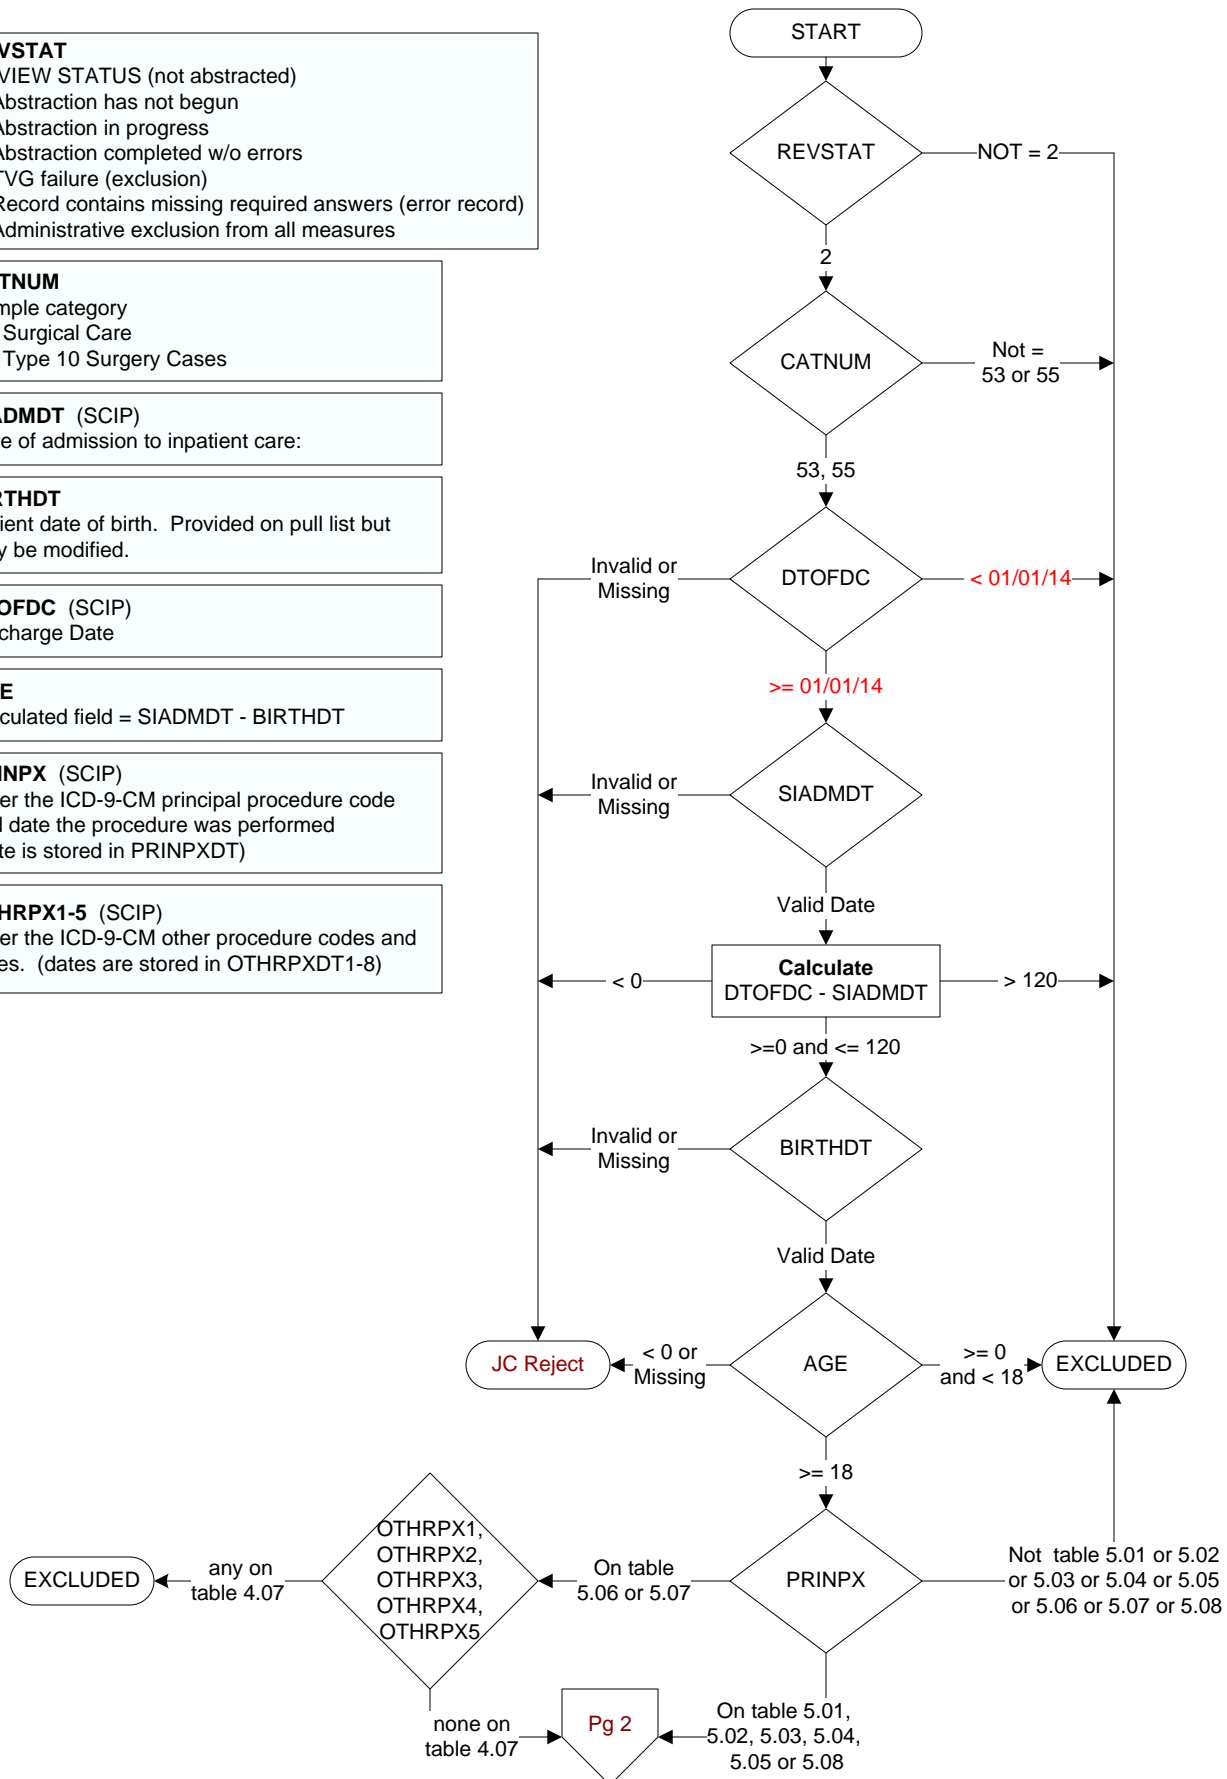 START
VSTAT
VIEW STATUS (not abstracted)
Abstraction has not begun
Abstraction in progress
Abstraction completed w/o errors
TVG failure (exclusion)
Record contains missing required answers (error record)
Administrative exclusion from all measures
REVSTAT
NOT = 2
2
TNUM
mple category
Surgical Care
Type 10 Surgery Cases
CATNUM
Not =
53 or 55
53, 55
ADMDT (SCIP)
e of admission to inpatient care:
RTHDT
ient date of birth. Provided on pull list but
y be modified.
Invalid or
Missing
DTOFDC
< 01/01/14
>= 01/01/14
OFDC (SCIP)
charge Date
E
culated field = SIADMDT - BIRTHDT
INPX (SCIP)
er the ICD-9-CM principal procedure code
d date the procedure was performed
te is stored in PRINPXDT)
Invalid or
Missing
SIADMDT
Valid Date
HRPX1-5 (SCIP)
er the ICD-9-CM other procedure codes and
es. (dates are stored in OTHRPXDT1-8)
< 0
Calculate
DTOFDC - SIADMDT
> 120
>=0 and <= 120
Invalid or
Missing
BIRTHDT
Valid Date
JC Reject
< 0 or
Missing
AGE
>= 0
and < 18
EXCLUDED
>= 18
EXCLUDED
any on
table 4.07
OTHRPX1,
OTHRPX2,
OTHRPX3,
OTHRPX4,
OTHRPX5
On table
5.06 or 5.07
PRINPX
Not table 5.01 or 5.02
or 5.03 or 5.04 or 5.05
or 5.06 or 5.07 or 5.08
none on
table 4.07
Pg 2
On table 5.01,
5.02, 5.03, 5.04,
5.05 or 5.08